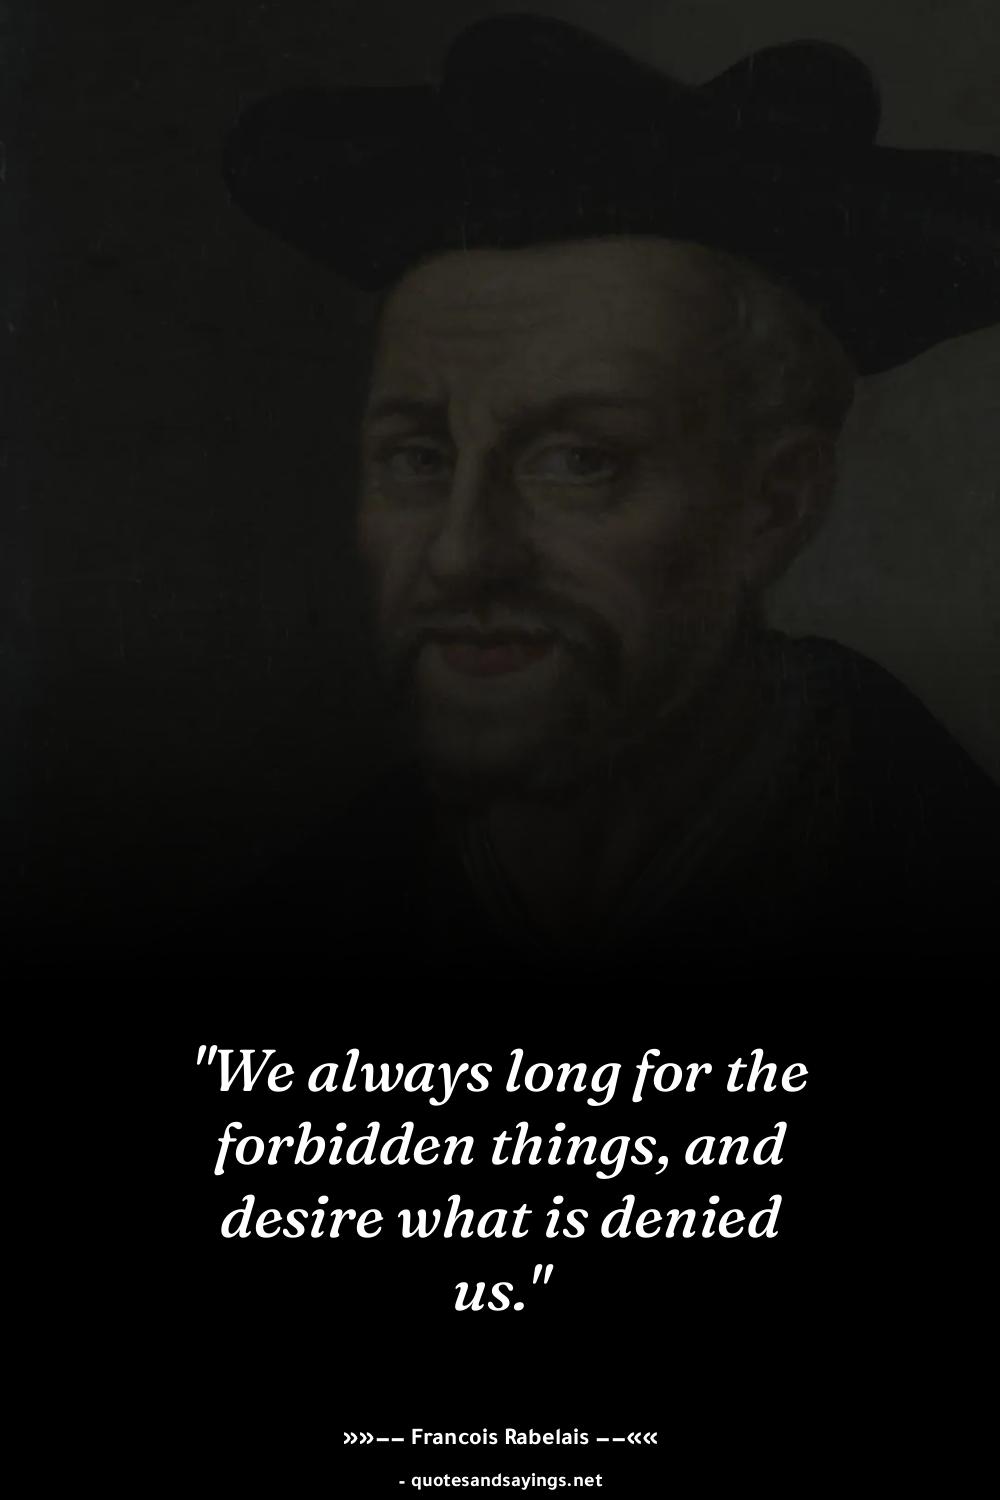 "We always long for the
forbidden things, and
desire what is denied
us."
»»−− Francois Rabelais −−««
- quotesandsayings.net